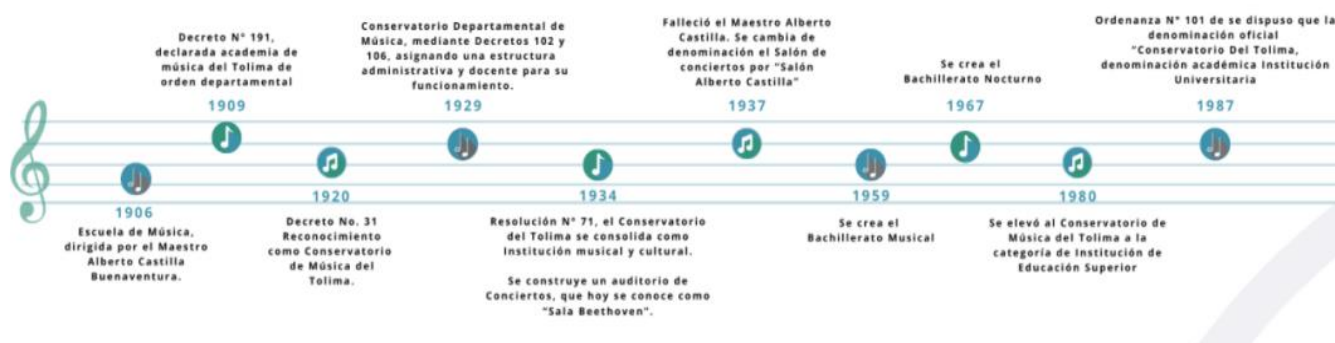 1906
Escuela de Música,
dirigida por el Maestro
Alberto Castilla
Buenaventura.
Decreto N° 191,
declarada academia de
música del Tolima de
orden departamental
1909
1920
Decreto No. 31
Reconocimiento
como Conservatorio
de Música del
Tolima.
Conservatorio Departamental de
Música, mediante Decretos 102 y
106, asignando una estructura
administrativa y docente para su
funcionamiento.
1929
1934
Resolución N° 71, el Conservatorio
del Tolima se consolida como
Institución musical y cultural.
Se construye un auditorio de
Conciertos, que hoy se conoce como
"Sala Beethoven".
Falleció el Maestro Alberto
Castilla. Se cambia de
denominación el Salón de
conciertos por "Salón
Alberto Castilla"
1937
1959
Se crea el
Bachillerato Musical
Se crea el
Bachillerato Nocturno
1967
1980
Se elevó al Conservatorio de
Música del Tolima a la
categoría de Institución de
Educación Superior
Ordenanza N° 101 de se dispuso que la
denominación oficial
"Conservatorio Del Tolima,
denominación académica Institución
Universitaria
1987